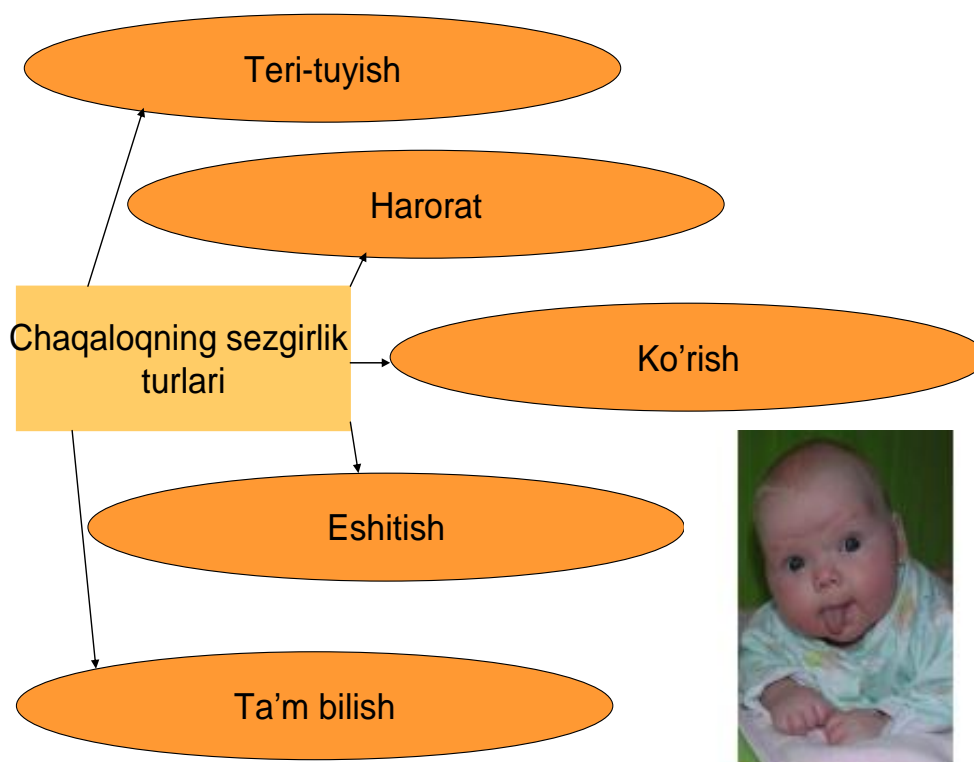 Teri-tuyish
Harorat
Chaqaloqning sezgirlik
turlari
Ko’rish
Eshitish
Ta’m bilish